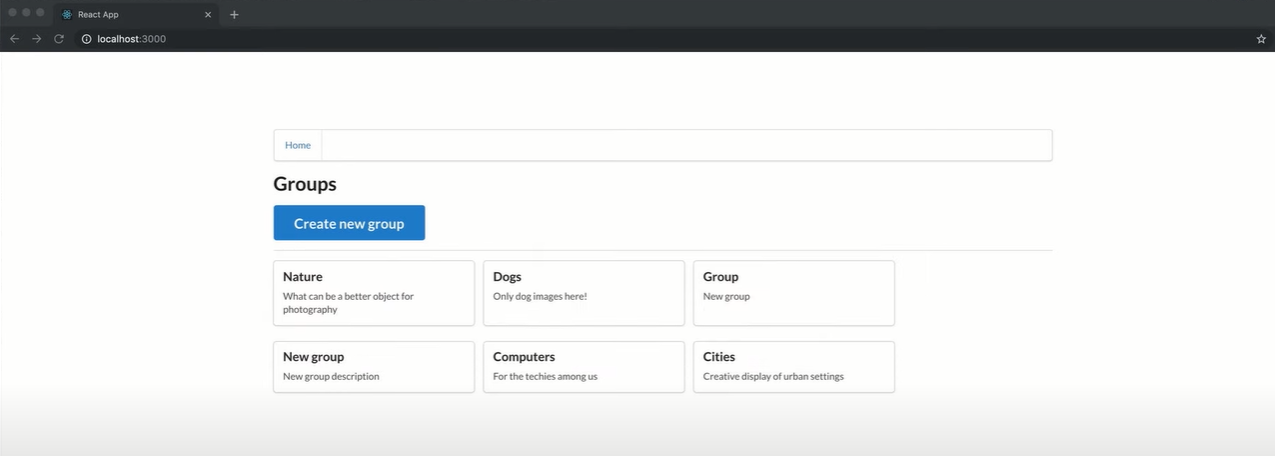 React App
localhost:3000
Home
Groups
Create new group
Nature
What can be a better object for
photography
Dogs
Only dog images here!
Group
New group
New group
New group description
Computers
For the techies among us
Cities
Creative display of urban settings